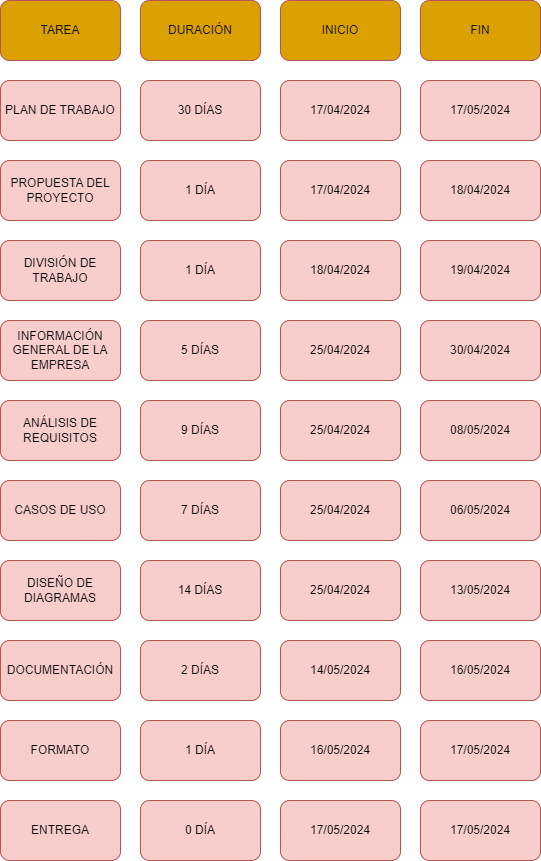 TAREA DURACIÓN INICIO FIN
PLAN DE TRABAJO 30 DÍAS 17/04/2024 17/05/2024
PROPUESTA DEL
PROYECTO 1 DÍA 17/04/2024 18/04/2024
DIVISIÓN DE
TRABAJO 1 DÍA 18/04/2024 19/04/2024
INFORMACIÓN
GENERAL DE LA
EMPRESA 5 DÍAS 25/04/2024 30/04/2024
ANÁLISIS DE
REQUISITOS 9 DÍAS 25/04/2024 08/05/2024
CASOS DE USO 7 DÍAS 25/04/2024 06/05/2024
DISEÑO DE
DIAGRAMAS 14 DÍAS 25/04/2024 13/05/2024
DOCUMENTACIÓN 2 DÍAS 14/05/2024 16/05/2024
FORMATO 1 DÍA 16/05/2024 17/05/2024
ENTREGA 0 DÍA 17/05/2024 17/05/2024